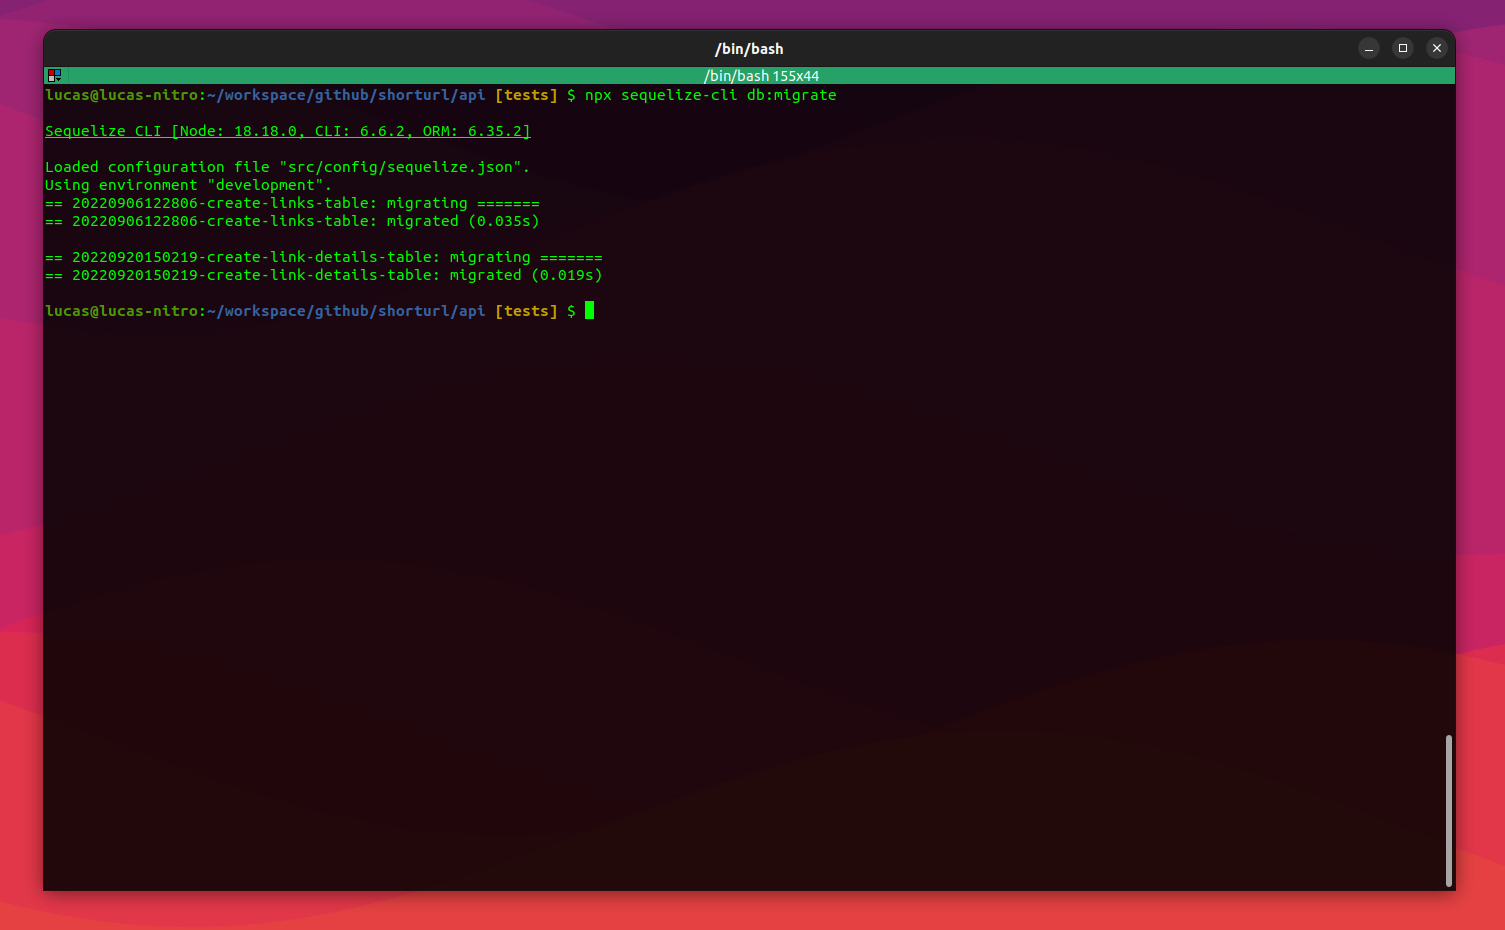 /bin/bash
/bin/bash 155x44
lucas@lucas-nitro:~/workspace/github/shorturl/api [tests] $ npx sequelize-cli db:migrate
Sequelize CLI [Node: 18.18.0, CLI: 6.6.2, ORM: 6.35.2]
Loaded configuration file "src/config/sequelize.json".
Using environment "development".
== 20220906122806-create-links-table: migrating =======
== 20220906122806-create-links-table: migrated (0.035s)
== 20220920150219-create-link-details-table: migrating =======
== 20220920150219-create-link-details-table: migrated (0.019s)
lucas@lucas-nitro:~/workspace/github/shorturl/api [tests] $